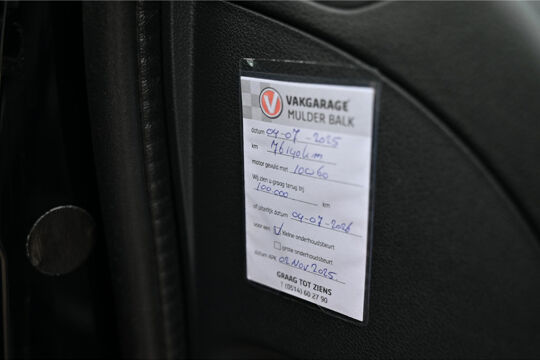 V VAKGARAGE
MULDER BALK
datum 04-07-2025
km
motor gevuld met 10W60
Wij zien u graag terug bij
100.000 km
of uiterlijk datum 04-07-2026
voor een kleine onderhoudsbeurt
grote onderhoudsbeurt
datum APK 02 Nov 2025.
GRAAG TOT ZIENS
T (0514) 60 27 90